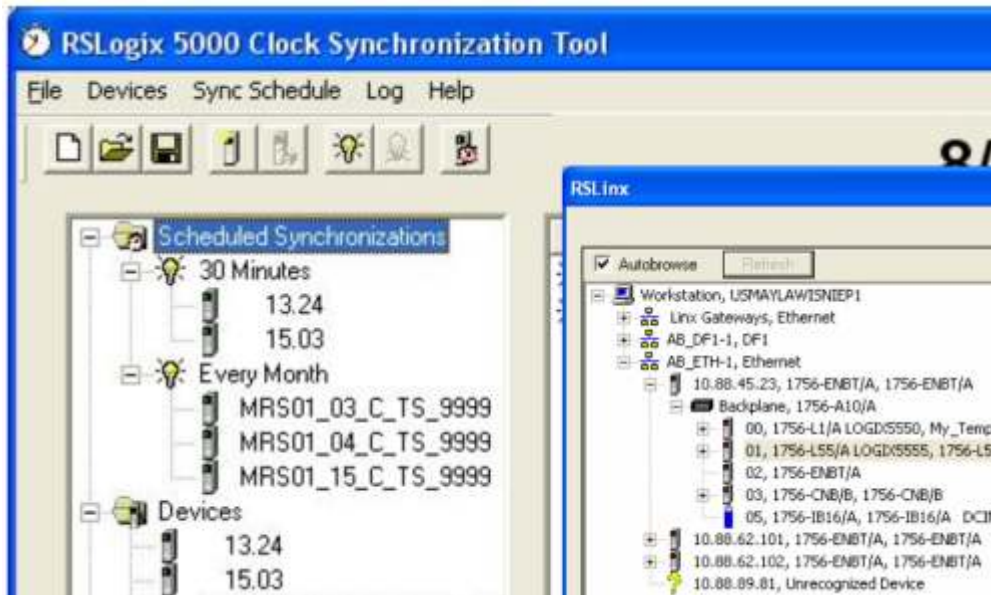 RSLogix 5000 Clock Synchronization Tool
File Devices Sync Schedule Log Help
8/
Scheduled Synchronizations
30 Minutes
13.24
15.03
Every Month
MRS01_03_C_TS_9999
MRS01_04_C_TS_9999
MRS01_15_C_TS_9999
Devices
13.24
15.03
RSLinx
Autobrowse Refresh
Workstation, USMAYLAWISNIEP1
Linx Gateways, Ethernet
AB_DF1-1, DF1
AB_ETH-1, Ethernet
10.88.45.23, 1756-ENBT/A, 1756-ENBT/A
Backplane, 1756-A10/A
00, 1756-L1/A LOGIX5550, My_Temp
01, 1756-L55/A LOGIX5555, 1756-L5
02, 1756-ENBT/A
03, 1756-CNB/B, 1756-CNB/B
05, 1756-IB16/A, 1756-IB16/A DCIN
10.88.62.101, 1756-ENBT/A, 1756-ENBT/A
10.88.62.102, 1756-ENBT/A, 1756-ENBT/A
10.88.89.81, Unrecognized Device